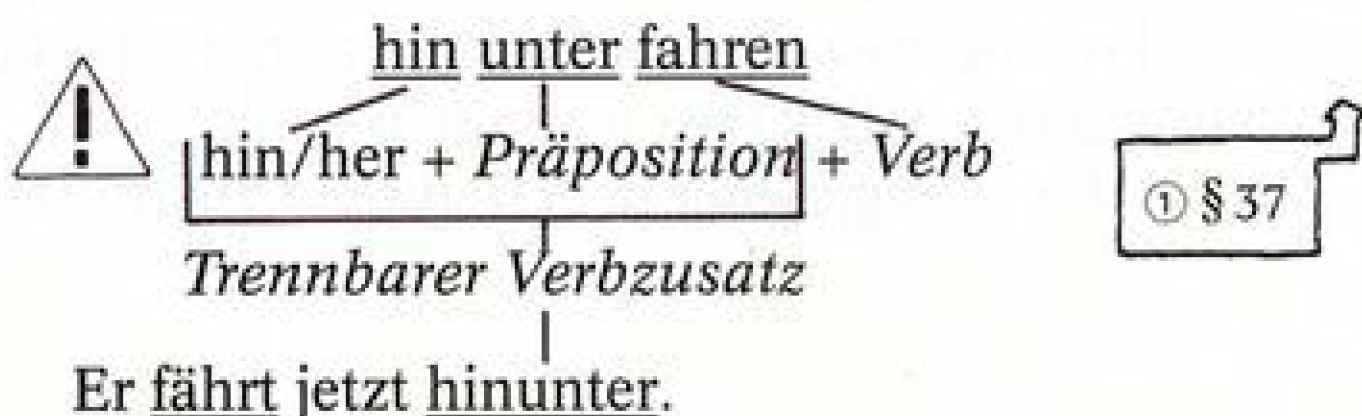 hin unter fahren
hin/her + Präposition + Verb
① § 37
Trennbarer Verbzusatz
Er fährt jetzt hinunter.